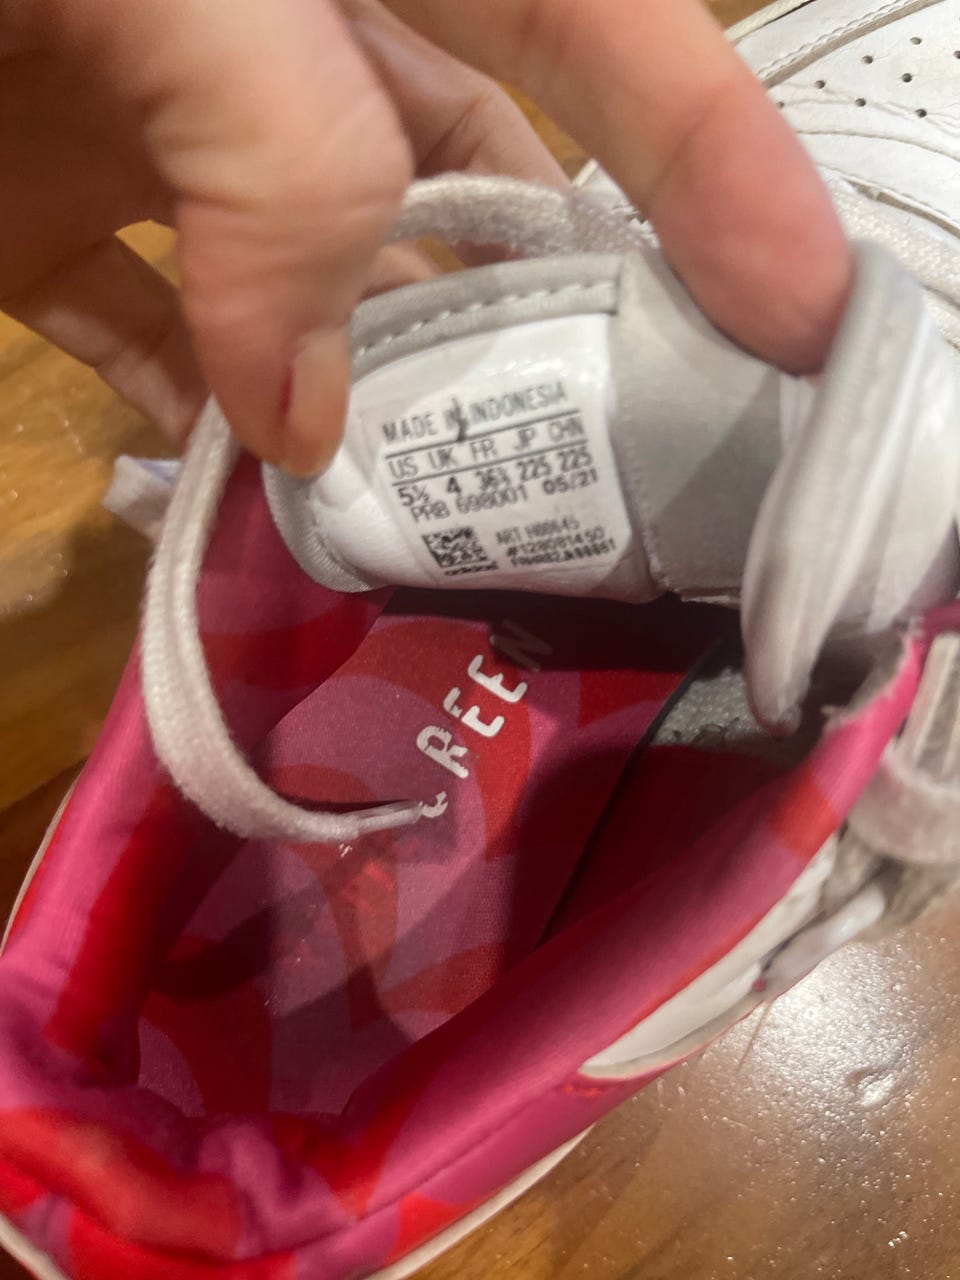 MADE IN INDONESIA
US UK FR JP CHN
5½ 4 36⅔ 225 225
PRB 698001 05/21
ART
adidas
REEN